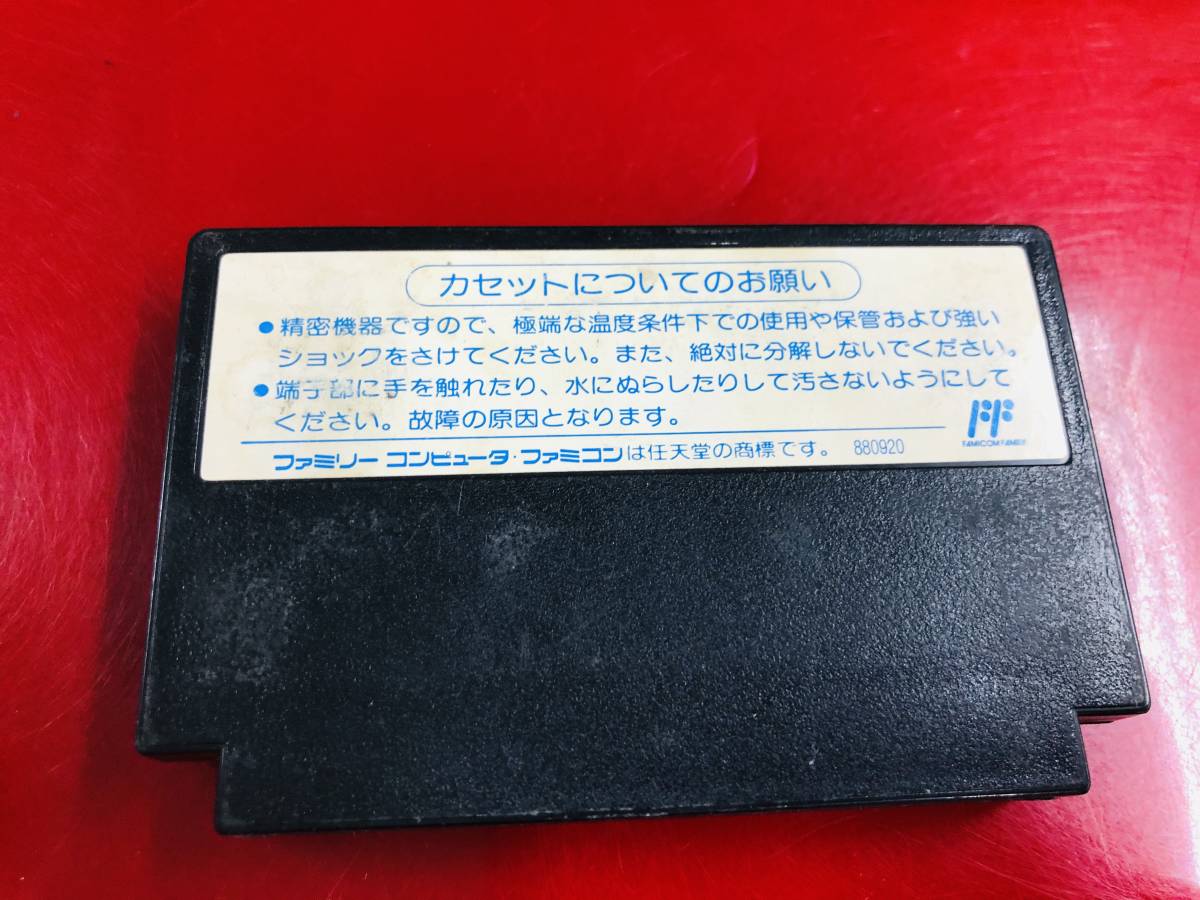 カセットについてのお願い
●精密機器ですので、極端な温度条件下での使用や保管および強い
ショックをさけてください。また、絶対に分解しないでください。
●端子部に手を触れたり、水にぬらしたりして汚さないようにして
ください。故障の原因となります。
FF
FAMICOM FAMILY
ファミリー コンピュータ・ファミコンは任天堂の商標です。 880920